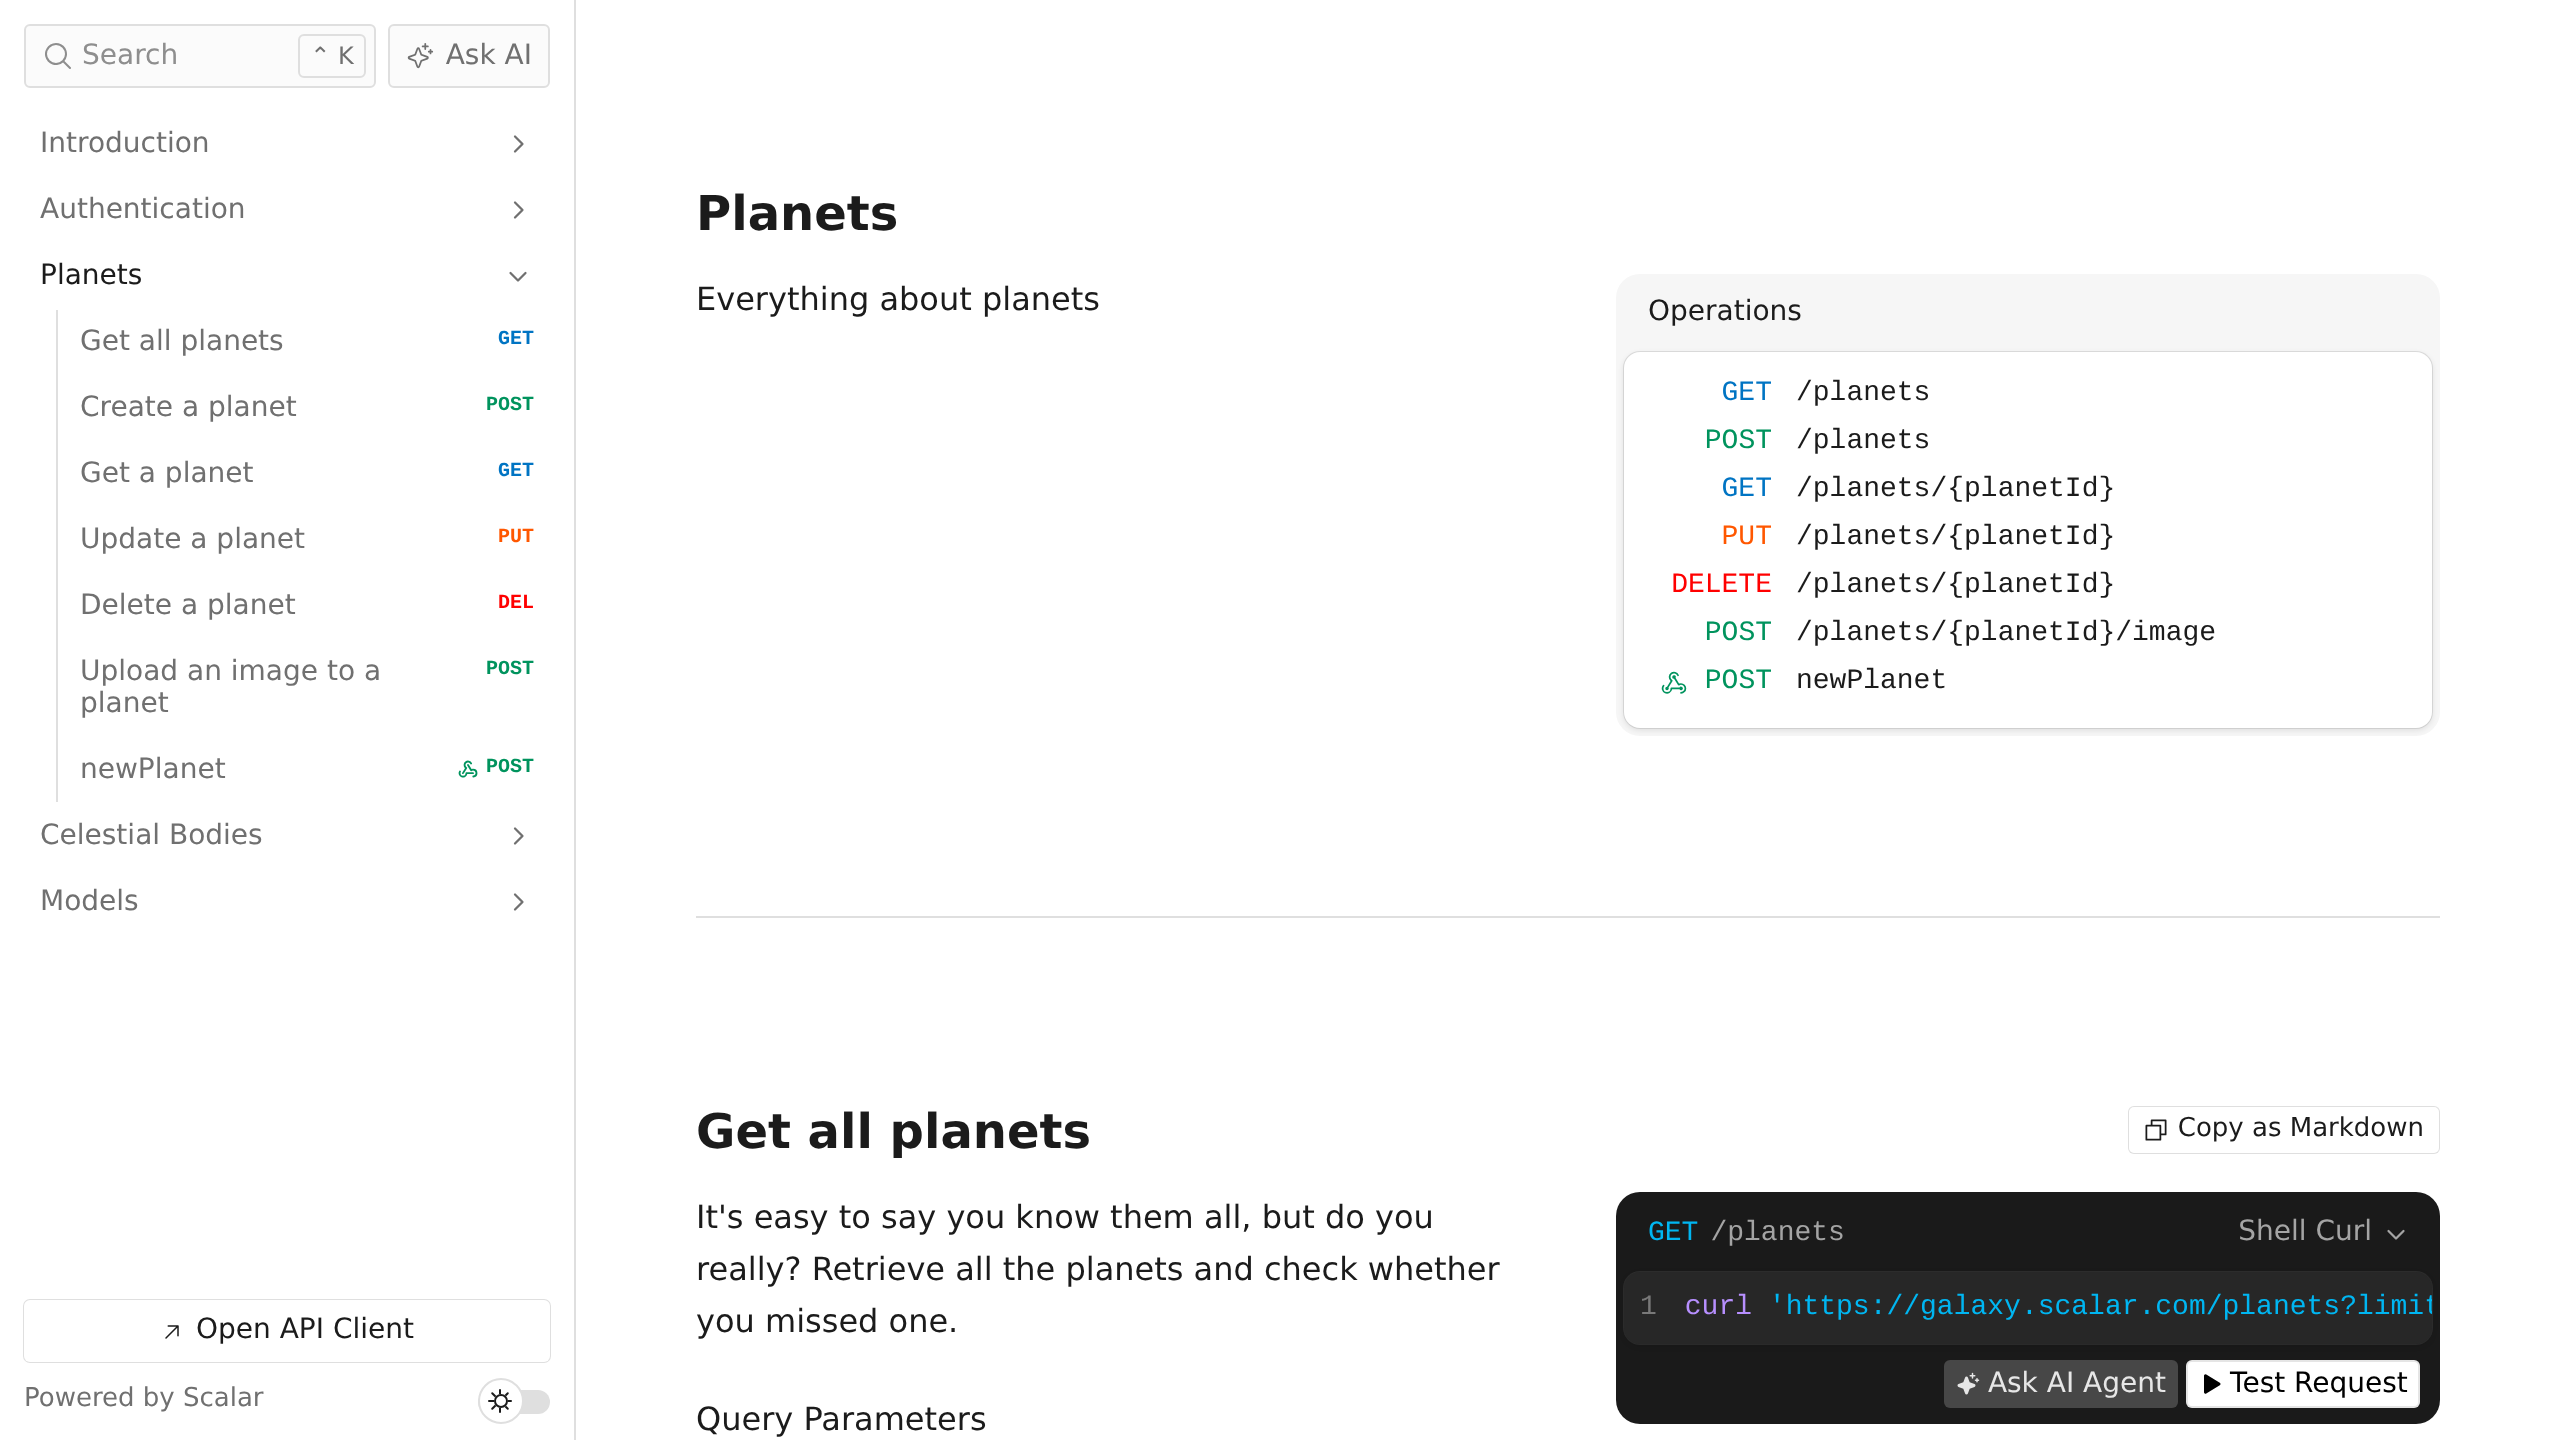 Search
⌃ K
Ask AI
Introduction
Authentication
Planets
Get all planets GET
Create a planet POST
Get a planet GET
Update a planet PUT
Delete a planet DEL
Upload an image to a POST
planet
newPlanet POST
Celestial Bodies
Models
Open API Client
Powered by Scalar
Planets
Everything about planets
Operations
GET /planets
POST /planets
GET /planets/{planetId}
PUT /planets/{planetId}
DELETE /planets/{planetId}
POST /planets/{planetId}/image
POST newPlanet
Get all planets
Copy as Markdown
It's easy to say you know them all, but do you
really? Retrieve all the planets and check whether
you missed one.
Query Parameters
GET /planets
Shell Curl
1 curl 'https://galaxy.scalar.com/planets?limit
Ask AI Agent
Test Request